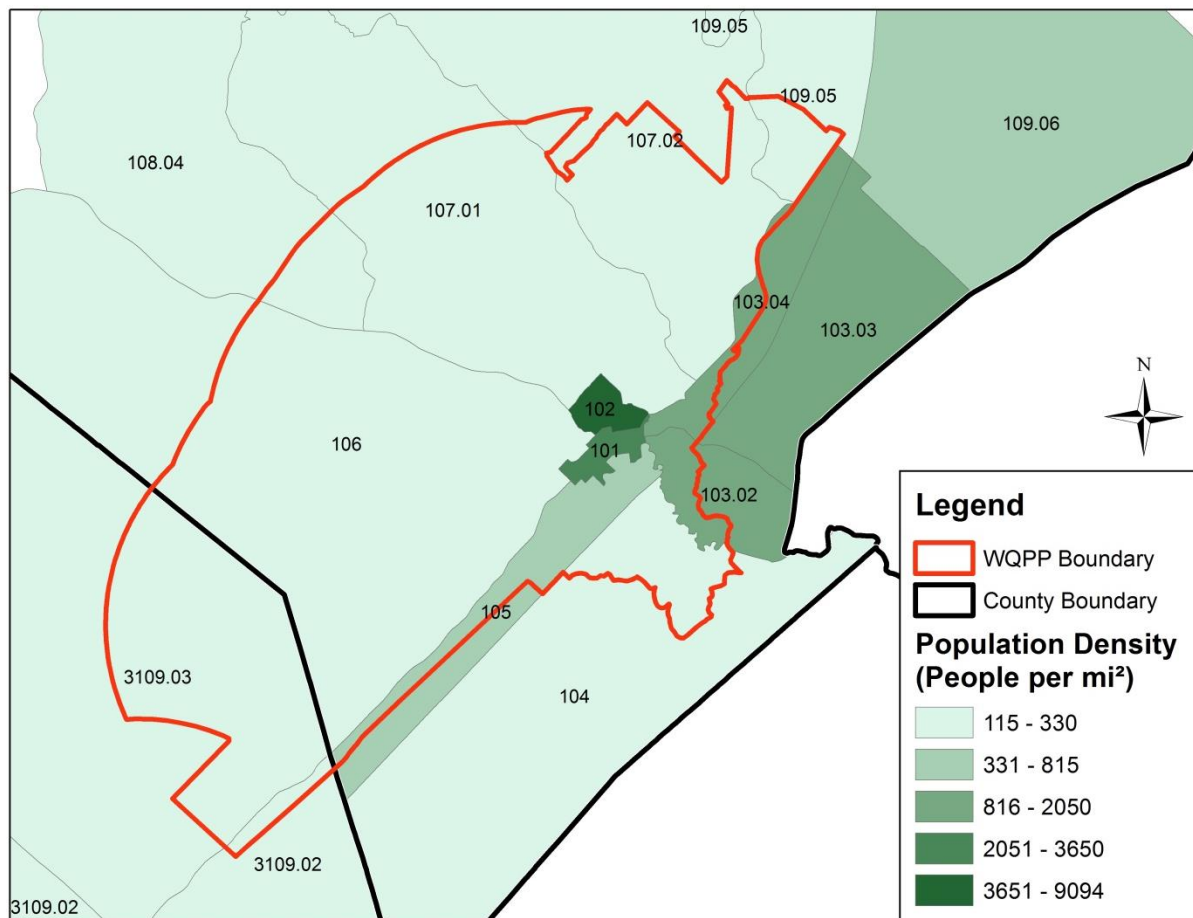 109.05
109.05
109.06
107.02
108.04
107.01
103.04
103.03
102
106
101
103.02
105
3109.03
104
3109.02
3109.02
N
Legend
WQPP Boundary
County Boundary
Population Density
(People per mi²)
115 - 330
331 - 815
816 - 2050
2051 - 3650
3651 - 9094